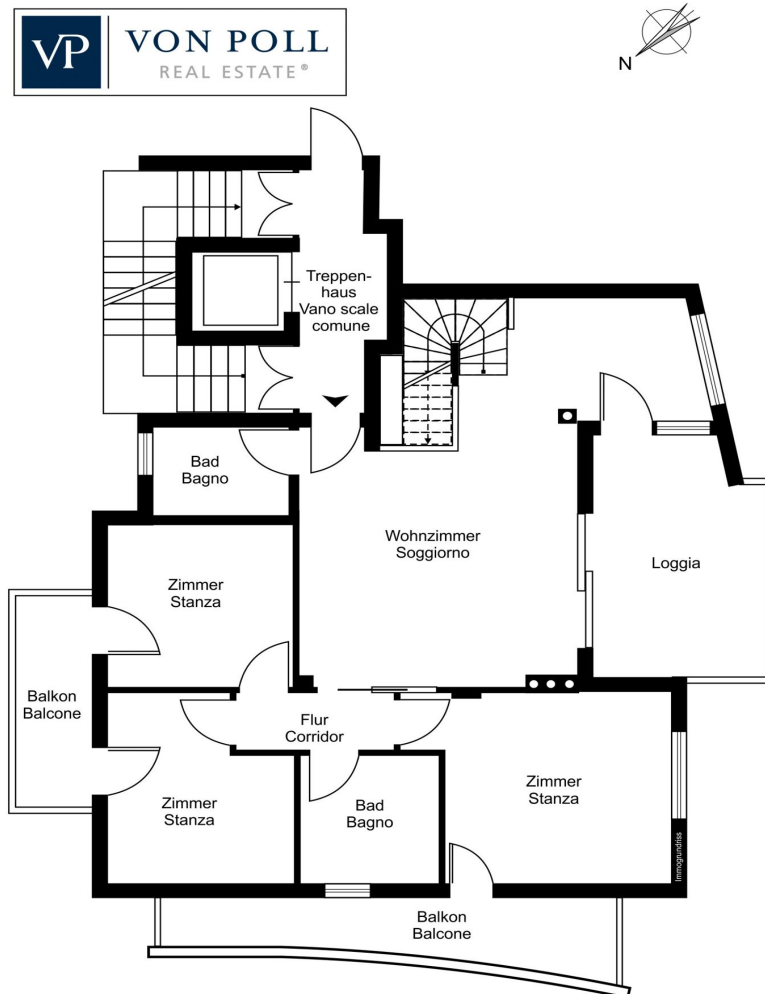 VP VON POLL
REAL ESTATE®
N
Treppen-
haus
Vano scale
comune
Bad
Bagno
Wohnzimmer
Soggiorno
Loggia
Zimmer
Stanza
Balkon
Balcone
Flur
Corridor
Zimmer
Stanza
Bad
Bagno
Zimmer
Stanza
Immogrundriss
Balkon
Balcone